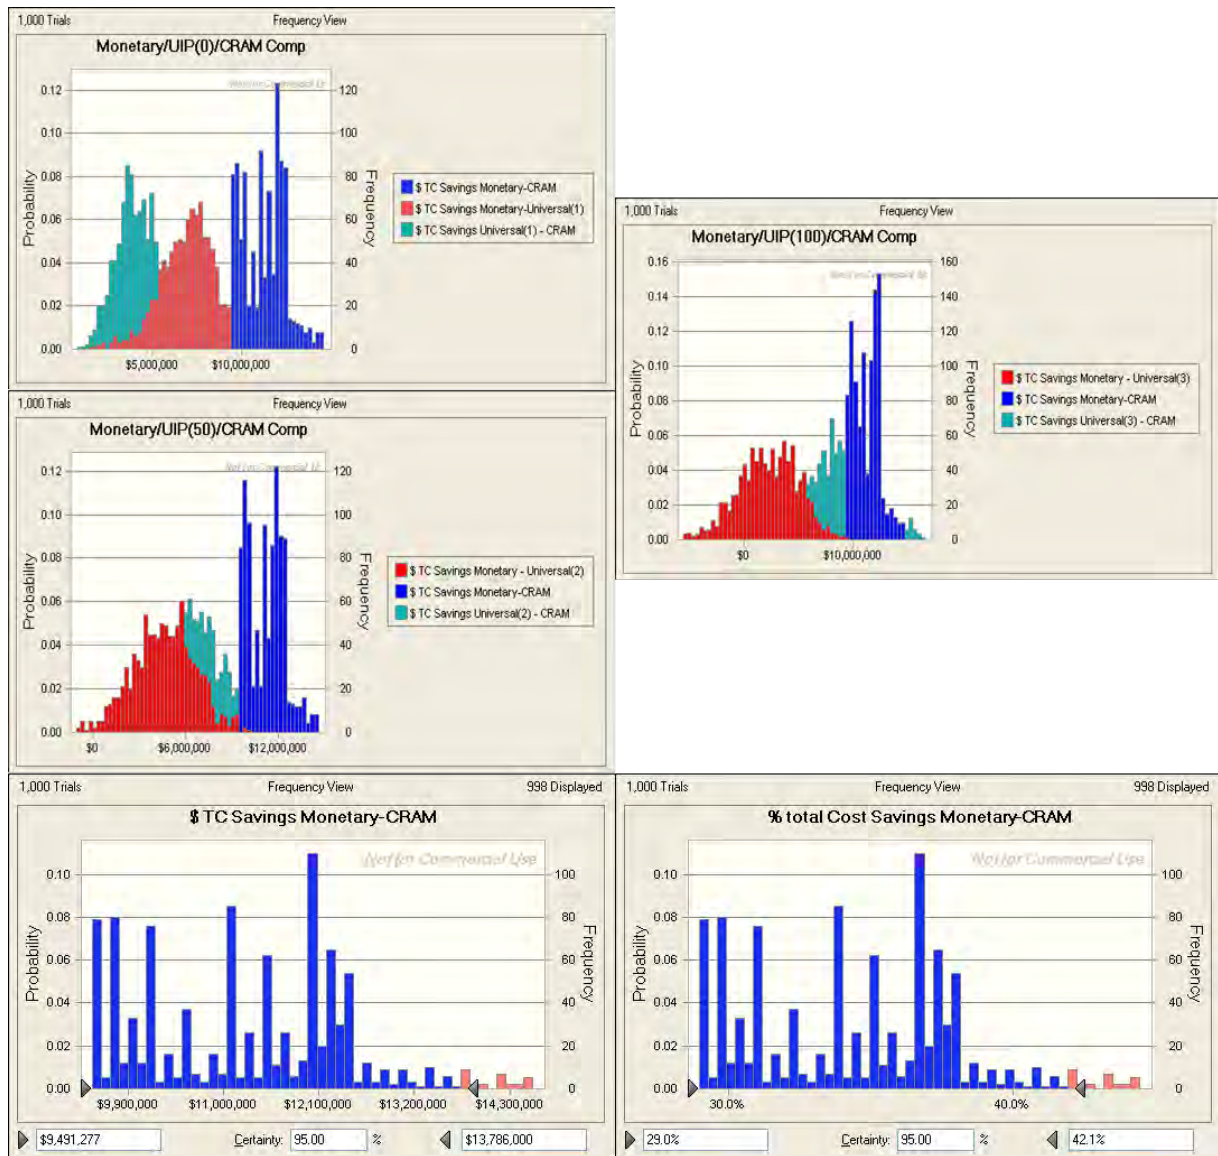 1,000 Trials Frequency View
Monetary/UIP(0)/CRAM Comp
Not for Commercial Us
0.12 120
0.10 100
0.08 80
0.06 60
0.04 40
0.02 20
0.00 0
Probability
Frequency
$5,000,000 $10,000,000
$ TC Savings Monetary-CRAM
$ TC Savings Monetary-Universal(1)
$ TC Savings Universal(1) - CRAM
1,000 Trials Frequency View
Monetary/UIP(100)/CRAM Comp
Not for Commercial Us
0.16 160
0.14 140
0.12 120
0.10 100
0.08 80
0.06 60
0.04 40
0.02 20
0.00 0
Probability
Frequency
$0 $10,000,000
$ TC Savings Monetary - Universal(3)
$ TC Savings Monetary-CRAM
$ TC Savings Universal(3) - CRAM
1,000 Trials Frequency View
Monetary/UIP(50)/CRAM Comp
Not for Commercial Us
0.12 120
0.10 100
0.08 80
0.06 60
0.04 40
0.02 20
0.00 0
Probability
Frequency
$0 $6,000,000 $12,000,000
$ TC Savings Monetary - Universal(2)
$ TC Savings Monetary-CRAM
$ TC Savings Universal(2) - CRAM
1,000 Trials Frequency View 998 Displayed
$ TC Savings Monetary-CRAM
Not for Commercial Use
0.10 100
0.08 80
0.06 60
0.04 40
0.02 20
0.00 0
Probability
Frequency
$9,900,000 $11,000,000 $12,100,000 $13,200,000 $14,300,000
$9,491,277 Certainty: 95.00 % $13,786,000
1,000 Trials Frequency View 998 Displayed
% total Cost Savings Monetary-CRAM
Not for Commercial Use
0.10 100
0.08 80
0.06 60
0.04 40
0.02 20
0.00 0
Probability
Frequency
30.0% 40.0%
29.0% Certainty: 95.00 % 42.1%